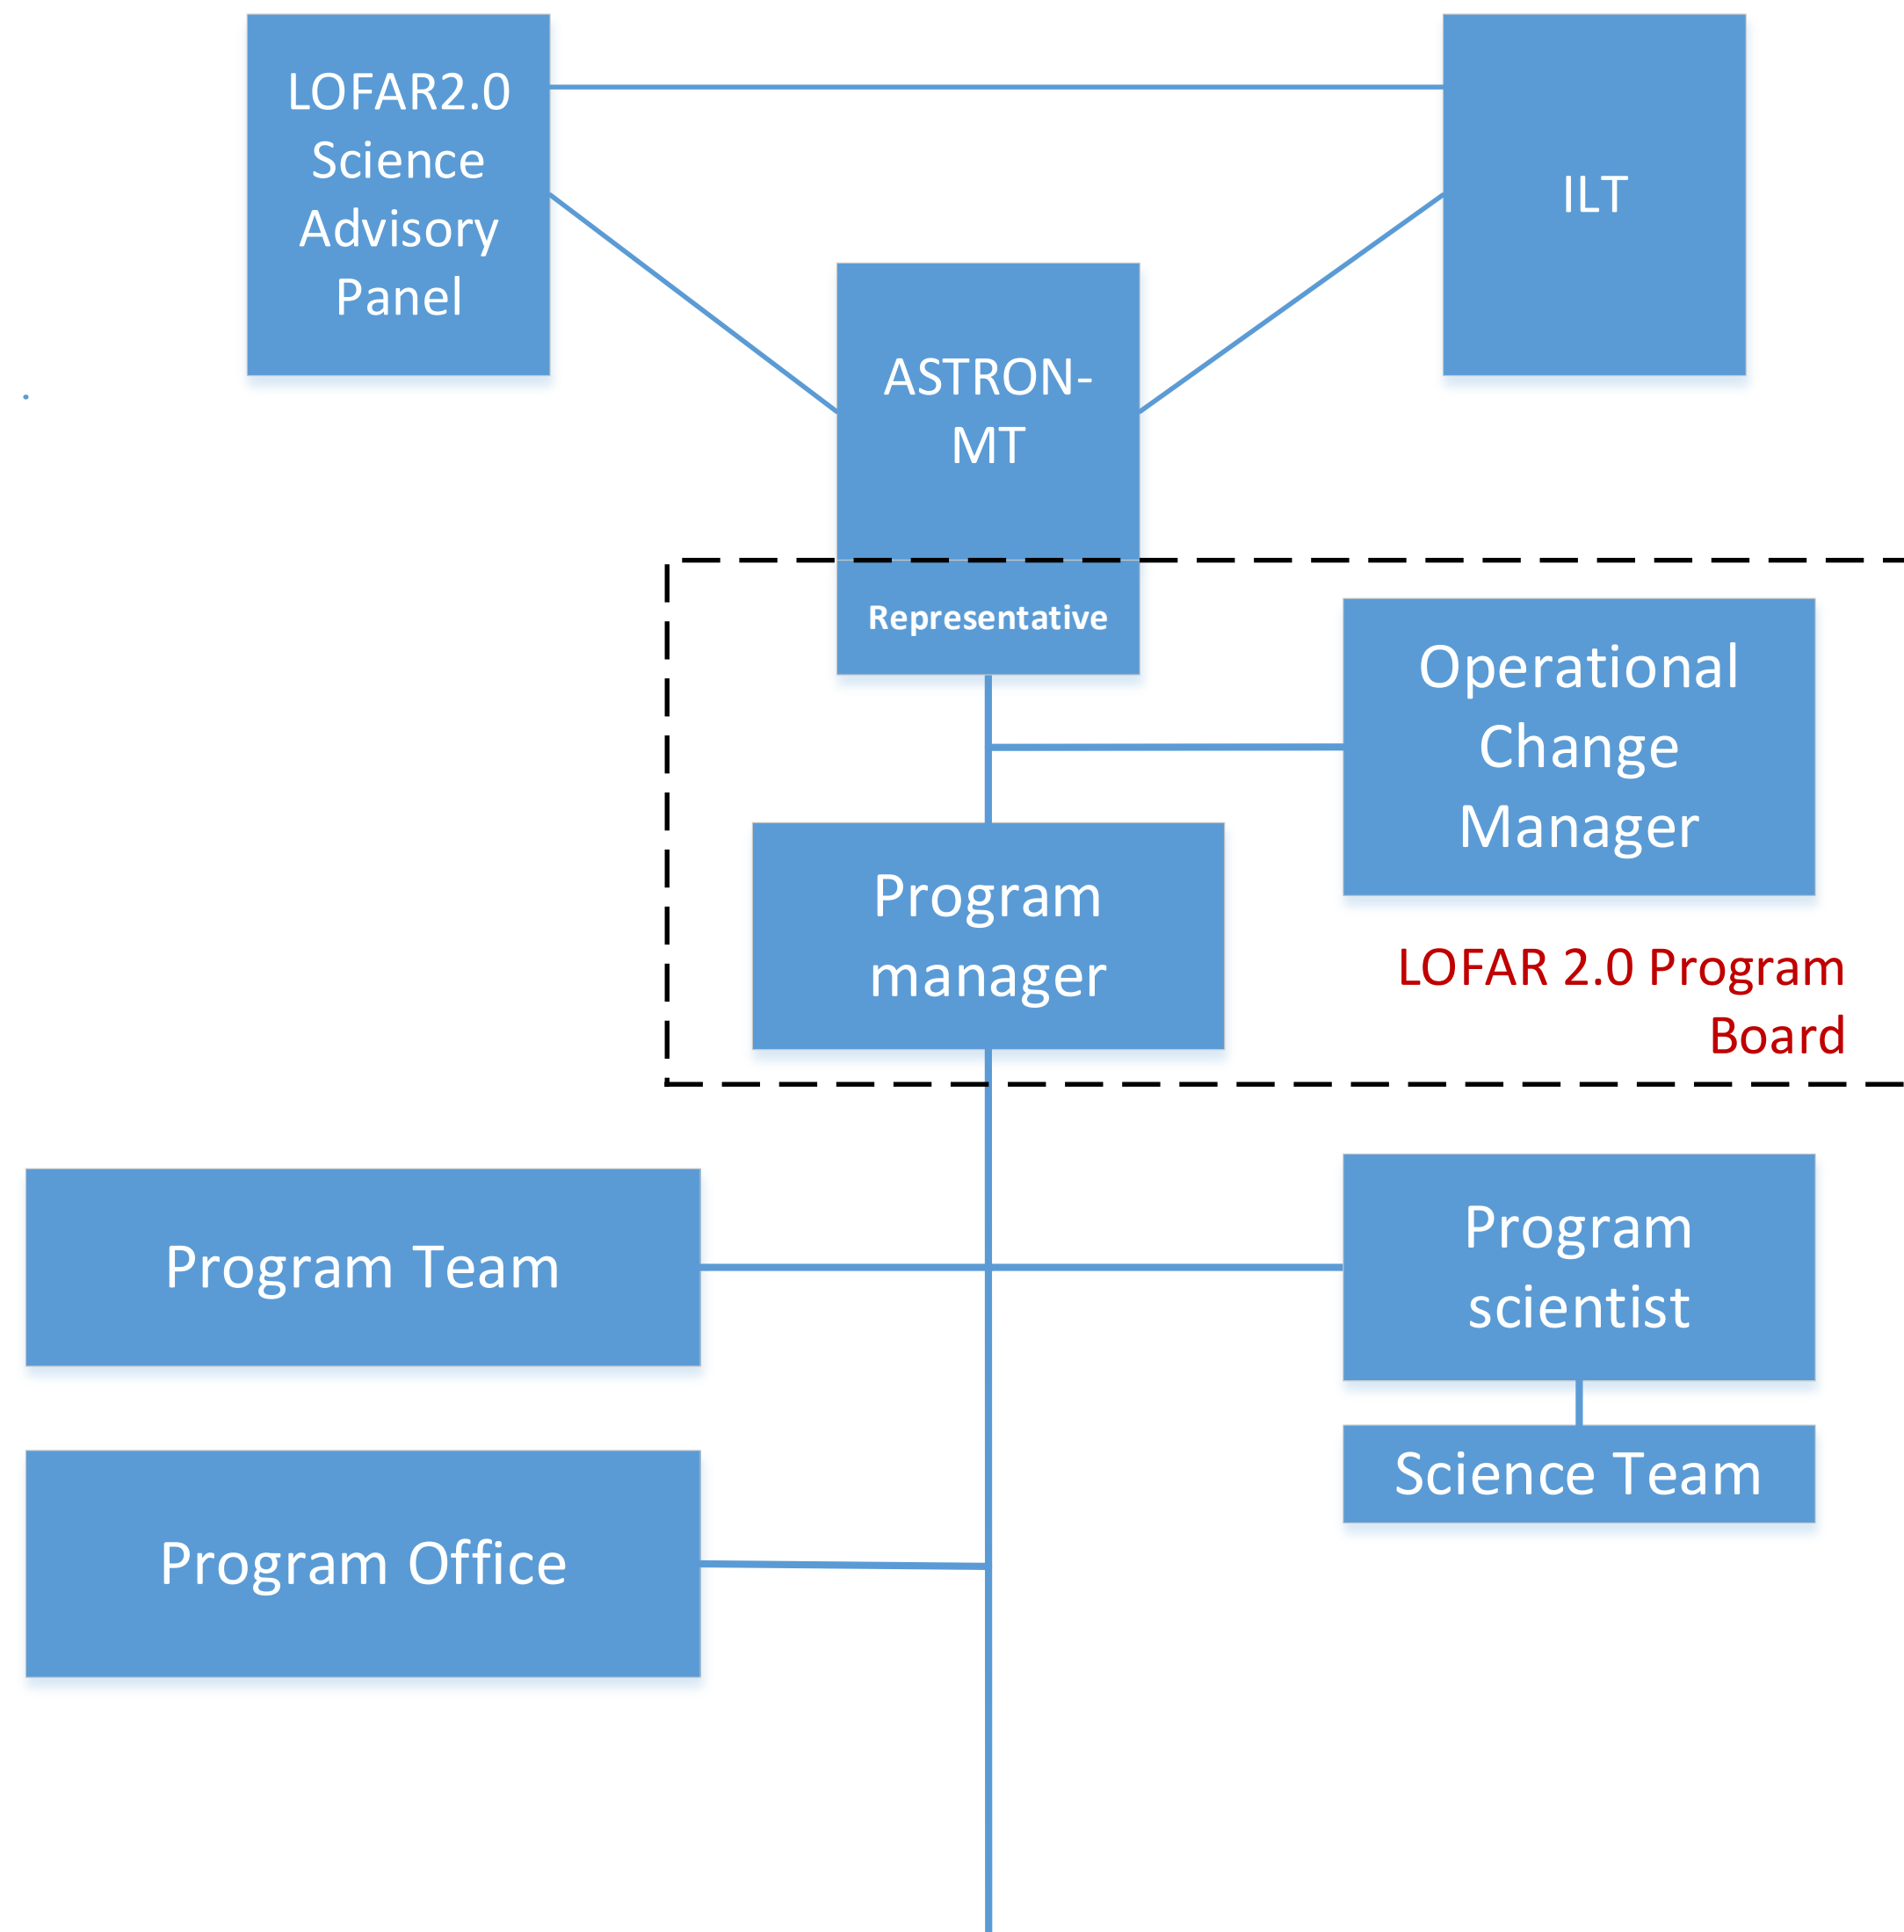 LOFAR2.0
Science
Advisory
Panel
ILT
ASTRON-
MT
Representative
Operational
Change
Manager
Program
manager
LOFAR 2.0 Program
Board
Program Team
Program
scientist
Science Team
Program Office